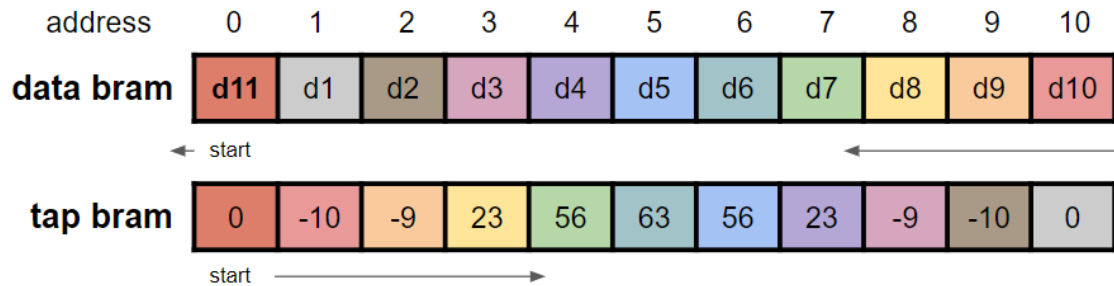 address 0 1 2 3 4 5 6 7 8 9 10
data bram d11 d1 d2 d3 d4 d5 d6 d7 d8 d9 d10
start
tap bram 0 -10 -9 23 56 63 56 23 -9 -10 0
start